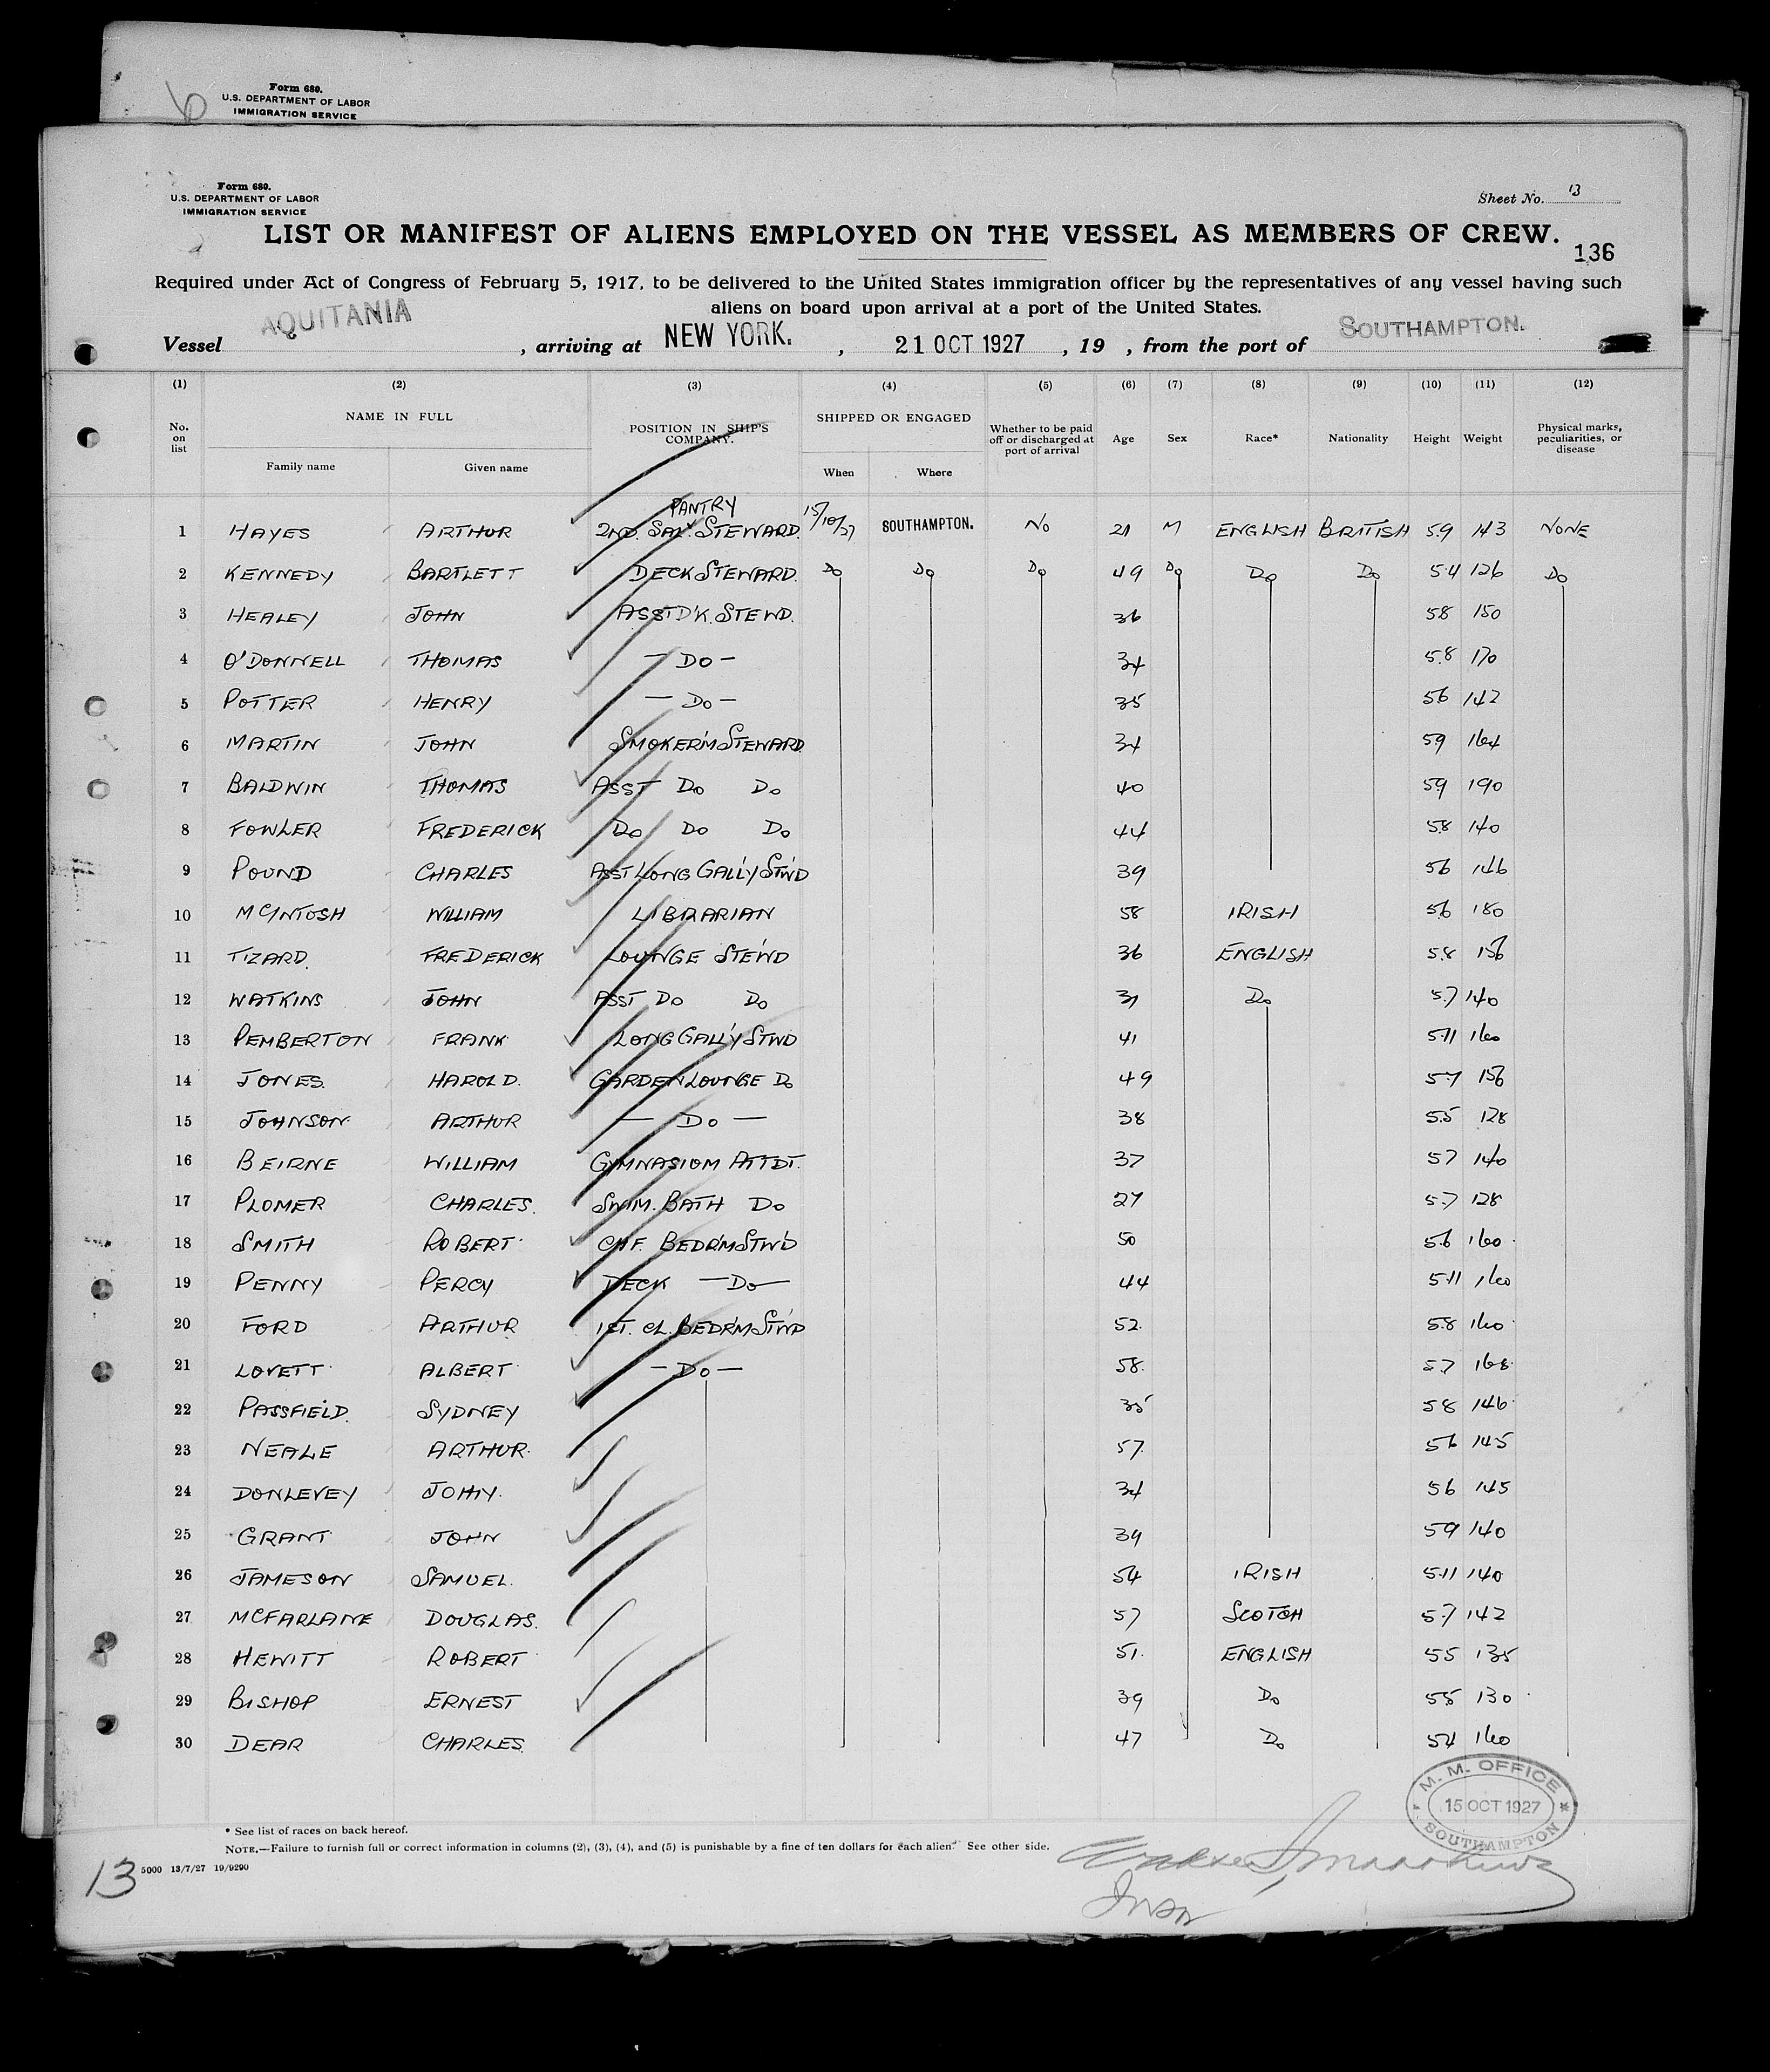 Form 680.
U.S. DEPARTMENT OF LABOR
IMMIGRATION SERVICE
Form 680.
U.S. DEPARTMENT OF LABOR
IMMIGRATION SERVICE
Sheet No. 13
LIST OR MANIFEST OF ALIENS EMPLOYED ON THE VESSEL AS MEMBERS OF CREW.
136
Required under Act of Congress of February 5, 1917, to be delivered to the United States immigration officer by the representatives of any vessel having such
aliens on board upon arrival at a port of the United States.
Vessel AQUITANIA, arriving at NEW YORK., 21 OCT 1927, 19 , from the port of SOUTHAMPTON.
(1) (2) (3) (4) (5) (6) (7) (8) (9) (10) (11) (12)
No. on list NAME IN FULL Family name Given name POSITION IN SHIP'S COMPANY. SHIPPED OR ENGAGED When Where Whether to be paid off or discharged at port of arrival Age Sex Race* Nationality Height Weight Physical marks, peculiarities, or disease
PANTRY
1 HAYES ARTHUR 2ND. SAL. STEWARD. 15/10/27 SOUTHAMPTON. No 21 M ENGLISH BRITISH 5.9 143 NONE
2 KENNEDY BARTLETT DECK STEWARD. Do Do Do 49 Do Do Do 5.4 126 Do
3 HEALEY JOHN ASST D'K. STEWD. 36 5.8 150
4 O'DONNELL THOMAS — Do — 34 5.8 170
5 POTTER HENRY — Do — 35 5.6 142
6 MARTIN JOHN SMOKER'M STEWARD 34 5.9 164
7 BALDWIN THOMAS ASST Do Do 40 5.9 190
8 FOWLER FREDERICK Do Do Do 44 5.8 140
9 POUND CHARLES ASST LONG GAL'Y STW'D 39 5.6 146
10 McINTOSH WILLIAM LIBRARIAN 58 IRISH 5.6 180
11 TIZARD. FREDERICK LOUNGE STE'WD 36 ENGLISH 5.8 156
12 WATKINS JOHN ASST Do Do 31 Do 5.7 140
13 PEMBERTON FRANK LONG GAL'Y STWD 41 5.11 160
14 JONES. HAROLD. GARDEN LOUNGE Do 49 5.7 156
15 JOHNSON. ARTHUR — Do — 38 5.5 128
16 BEIRNE WILLIAM GYMNASIUM ATTDT. 37 5.7 140
17 PLOMER CHARLES. SWIM. BATH Do 27 5.7 128
18 SMITH ROBERT CHF. BEDR'M STW'D 50 5.6 160
19 PENNY PERCY DECK — Do — 44 5.11 160
20 FORD ARTHUR 1ST. CL. BEDR'M STW'D 52. 5.8 160
21 LOVETT ALBERT — Do — 58. 5.7 168
22 PASSFIELD. SYDNEY 35 5.8 146
23 NEALE ARTHUR. 57. 5.6 145
24 DONLEVEY JOHN. 34 5.6 145
25 GRANT JOHN 39 5.9 140
26 JAMESON SAMUEL. 54 IRISH 5.11 140
27 MCFARLANE DOUGLAS. 57 SCOTCH 5.7 142
28 HEWITT ROBERT 51. ENGLISH 5.5 135
29 BISHOP ERNEST 39 Do 5.5 130
30 DEAR CHARLES. 47 Do 5.4 160
M. M. OFFICE
15 OCT 1927
SOUTHAMPTON
* See list of races on back hereof.
NOTE.—Failure to furnish full or correct information in columns (2), (3), (4), and (5) is punishable by a fine of ten dollars for each alien. See other side.
13 5000 13/7/27 19/9290